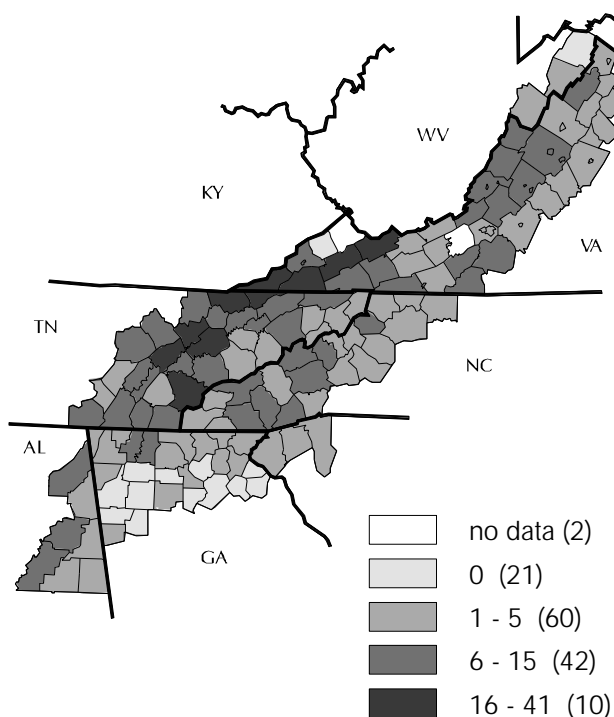 WV
KY
VA
TN
NC
AL
GA
no data (2)
0 (21)
1 - 5 (60)
6 - 15 (42)
16 - 41 (10)